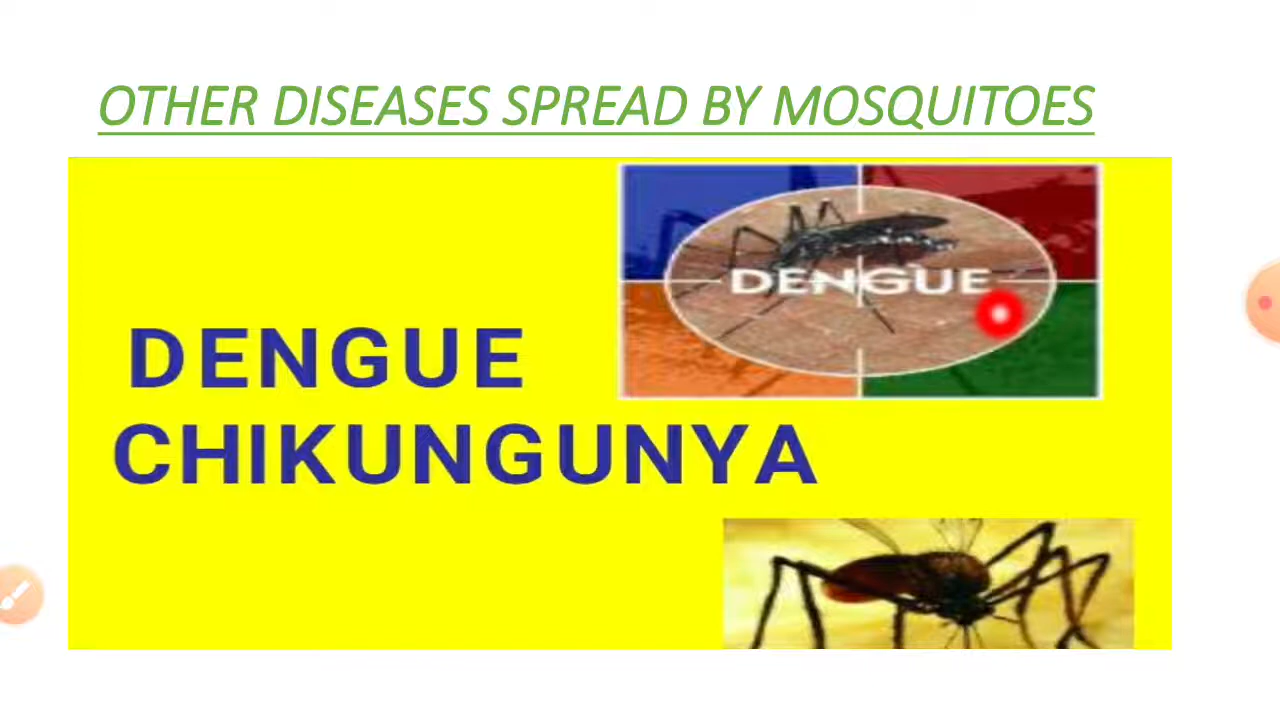 OTHER DISEASES SPREAD BY MOSQUITOES
DENGUE
DENGUE
CHIKUNGUNYA